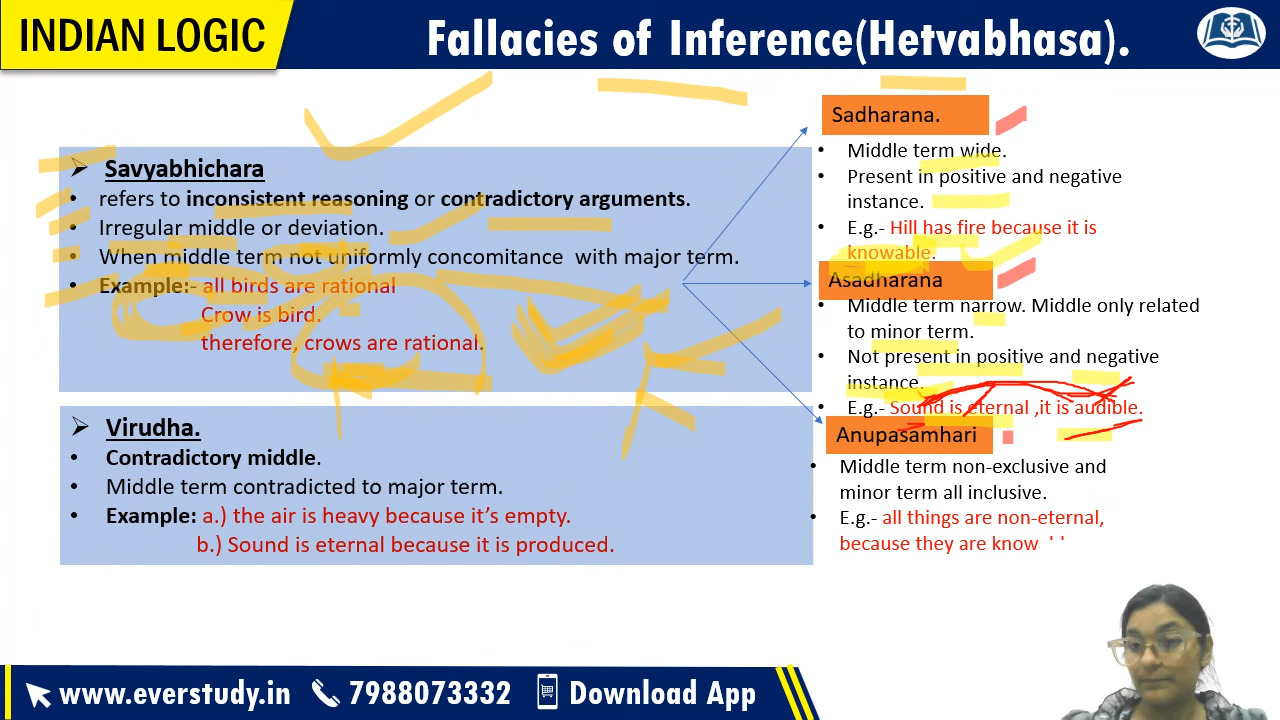 INDIAN LOGIC
Fallacies of Inference(Hetvabhasa).
Savyabhichara
refers to inconsistent reasoning or contradictory arguments.
Irregular middle or deviation.
When middle term not uniformly concomitance with major term.
Example:- all birds are rational
Crow is bird.
therefore, crows are rational.
Virudha.
Contradictory middle.
Middle term contradicted to major term.
Example: a.) the air is heavy because it's empty.
b.) Sound is eternal because it is produced.
Sadharana.
Middle term wide.
Present in positive and negative
instance.
E.g.- Hill has fire because it is
knowable.
Asadharana
Middle term narrow. Middle only related
to minor term.
Not present in positive and negative
instance.
E.g.- Sound is eternal ,it is audible.
Anupasamhari
Middle term non-exclusive and
minor term all inclusive.
E.g.- all things are non-eternal,
because they are
www.everstudy.in 7988073332 Download App